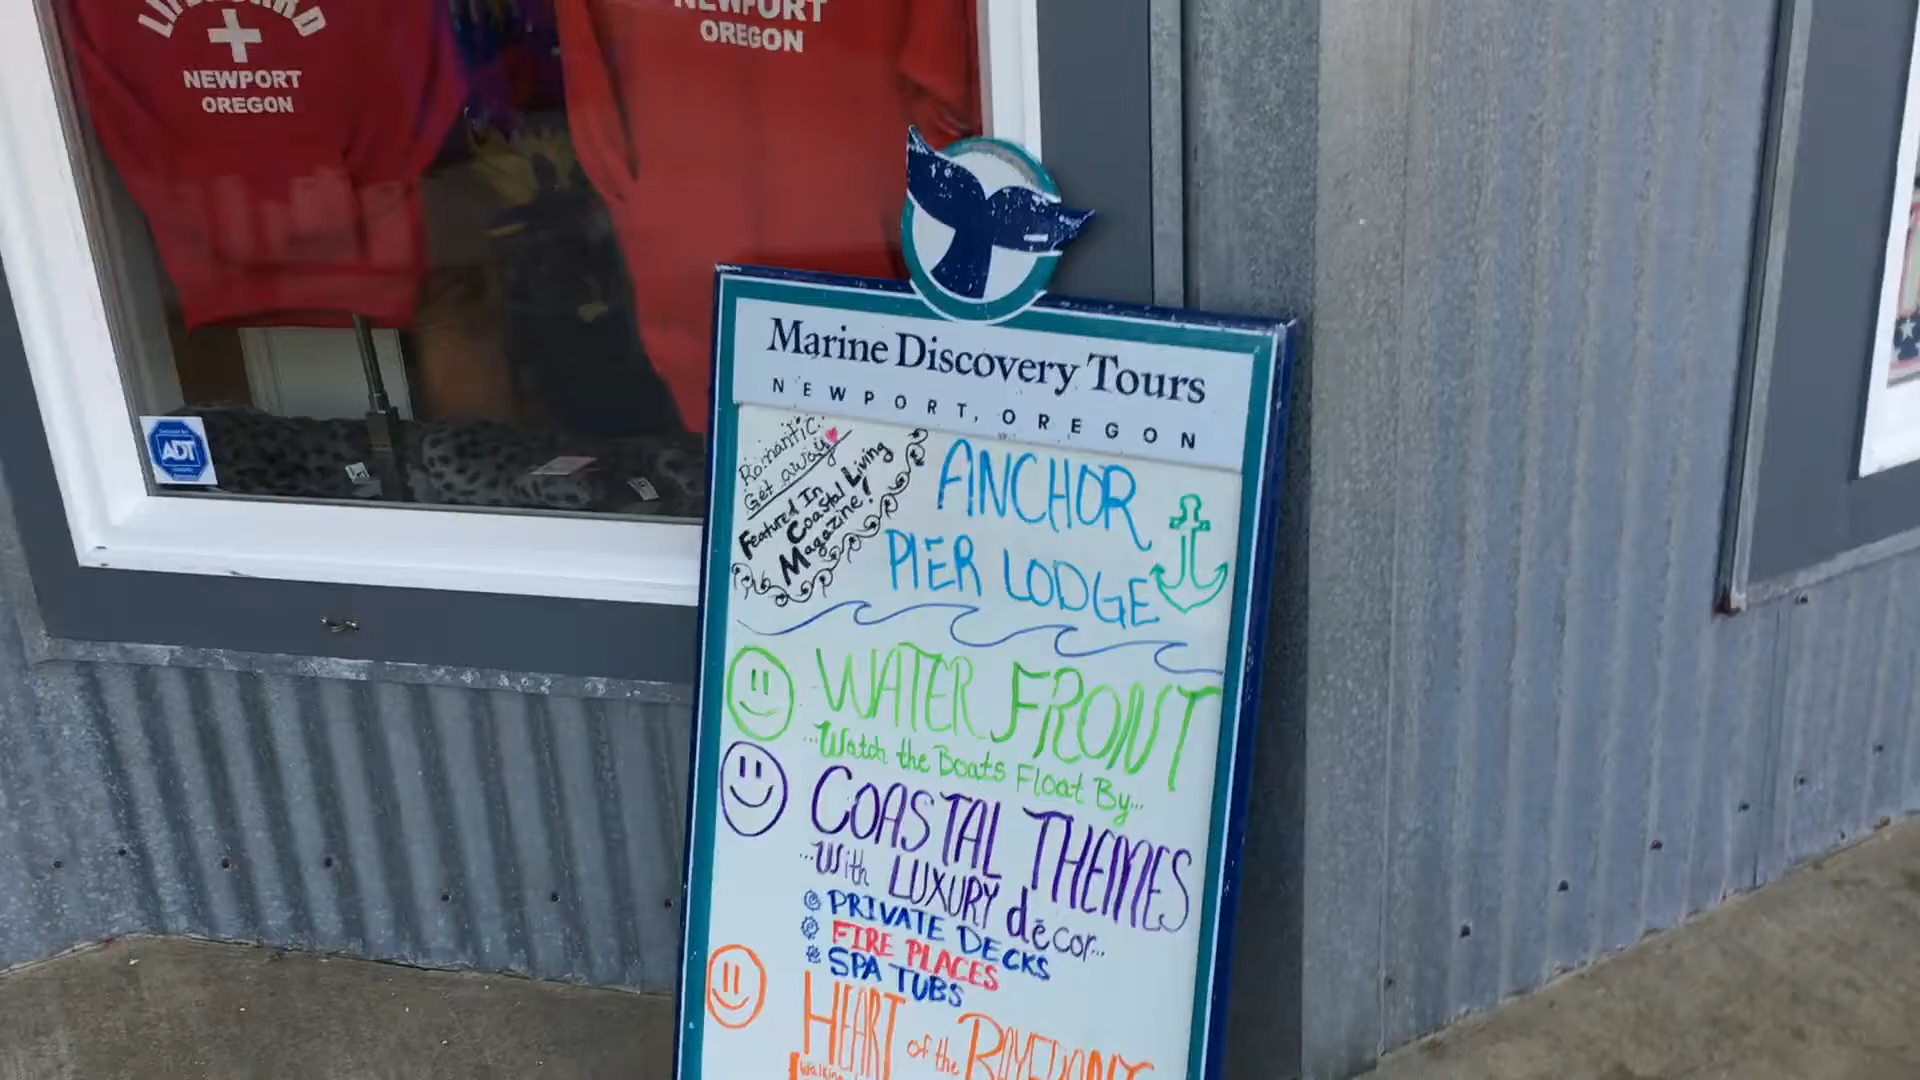 LIFEGUARD
NEWPORT
OREGON
NEWPORT
OREGON
ADT
Marine Discovery Tours
NEWPORT, OREGON
Romantic
Get away
Featured In
Coastal Living
Magazine!
ANCHOR
PIER LODGE
WATER FRONT
...Watch the Boats Float By...
COASTAL THEMES
...With LUXURY décor...
PRIVATE DECKS
FIRE PLACES
SPA TUBS
HEART of the BAYFRONT
Walking